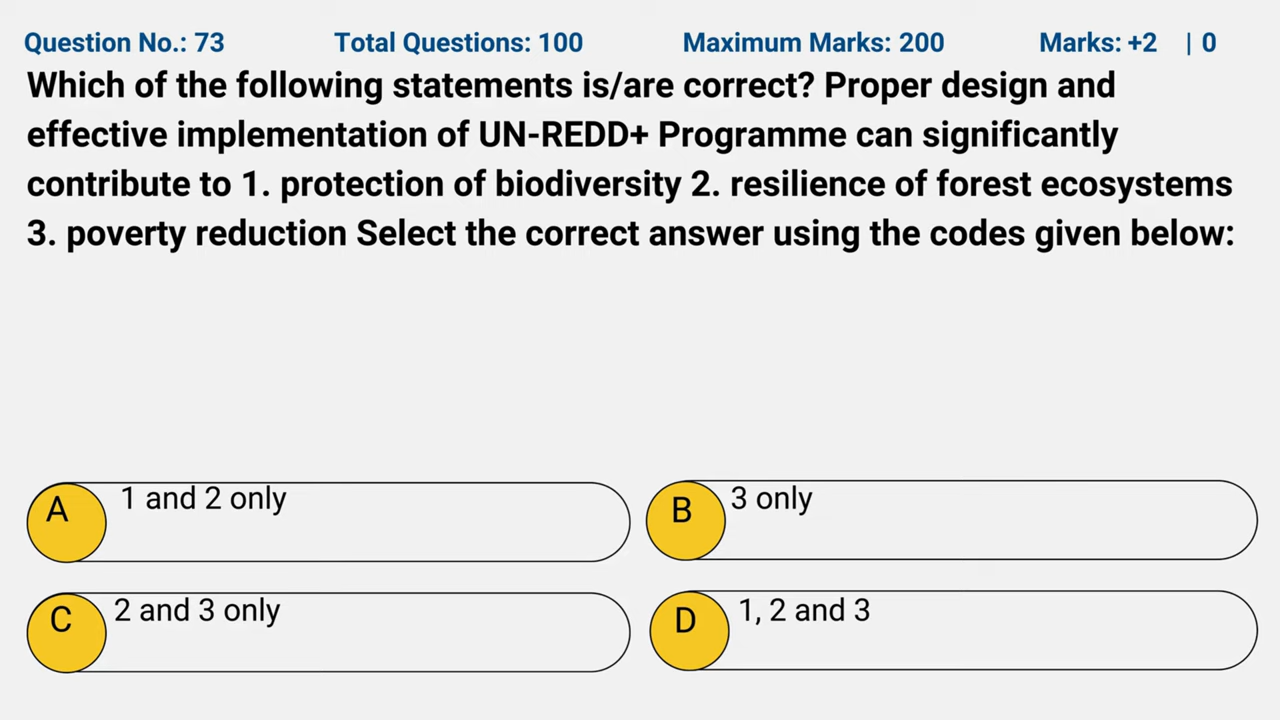 Question No.: 73 Total Questions: 100 Maximum Marks: 200 Marks: +2 | 0
Which of the following statements is/are correct? Proper design and
effective implementation of UN-REDD+ Programme can significantly
contribute to 1. protection of biodiversity 2. resilience of forest ecosystems
3. poverty reduction Select the correct answer using the codes given below:
A 1 and 2 only
B 3 only
C 2 and 3 only
D 1, 2 and 3